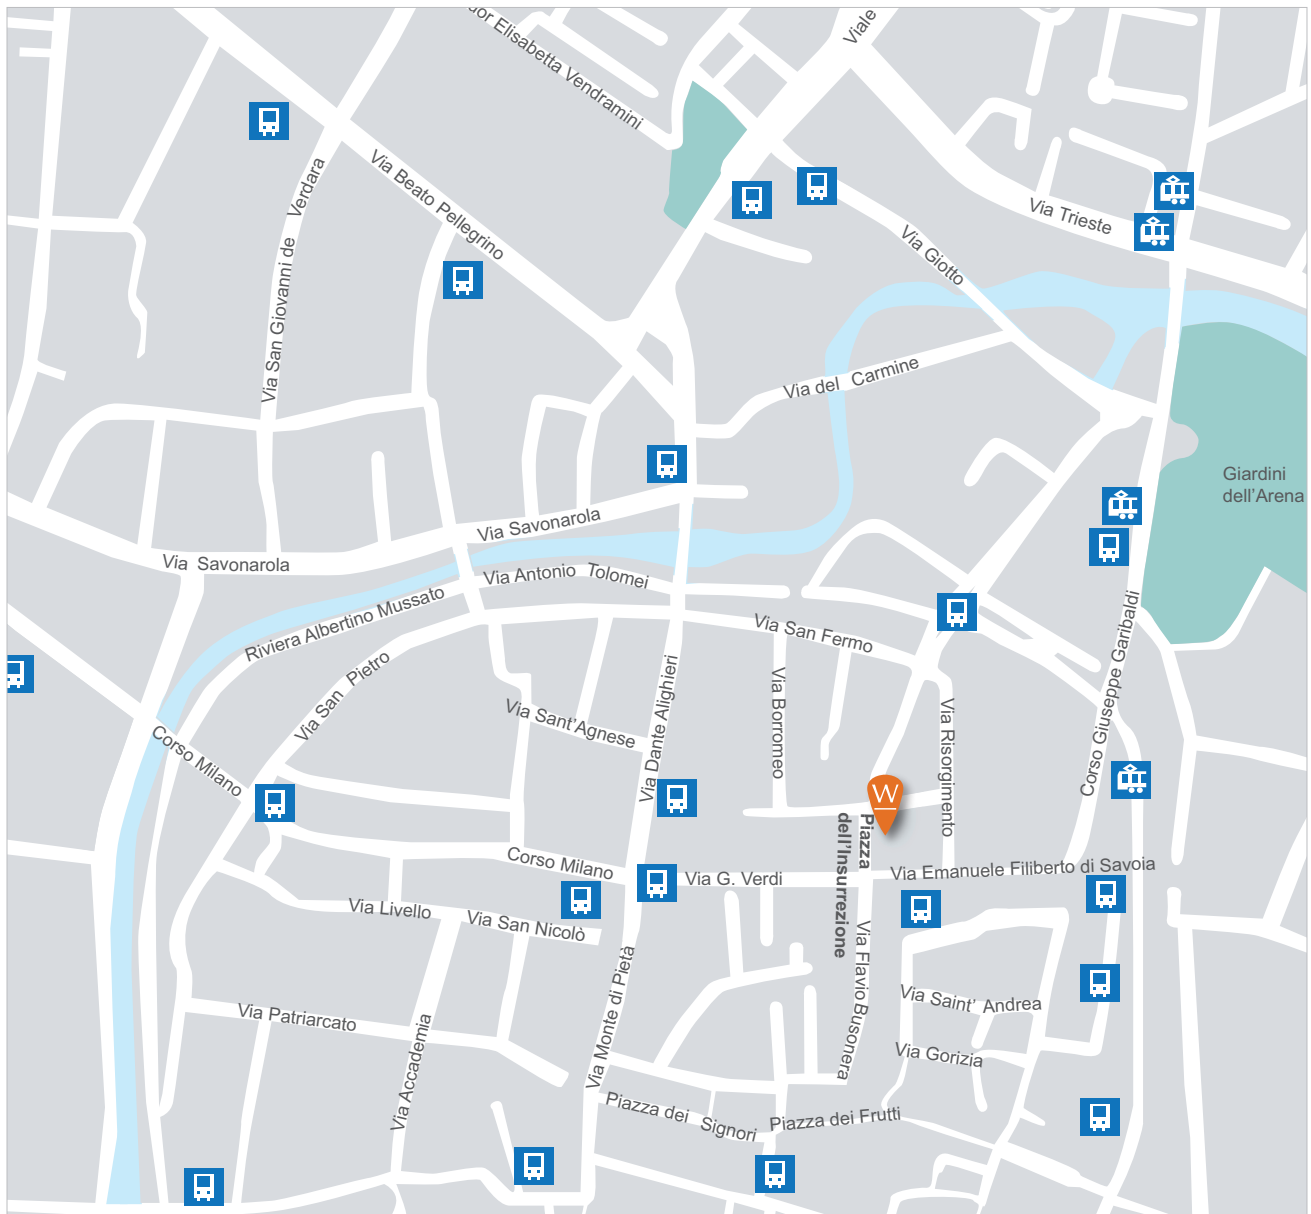 dor Elisabetta Vendramini
Viale
Via Beato Pellegrino
Via San Giovanni de Verdara
Via Trieste
Via Giotto
Via del Carmine
Giardini
dell'Arena
Via Savonarola
Via Savonarola
Via Antonio Tolomei
Riviera Albertino Mussato
Via San Pietro
Via San Fermo
Corso Giuseppe Garibaldi
Via Sant'Agnese
Via Dante Alighieri
Via Borromeo
Via Risorgimento
Corso Milano
W
Piazza
dell'Insurrezione
Corso Milano
Via G. Verdi
Via Emanuele Filiberto di Savoia
Via Livello
Via San Nicolò
Via Flavio Busonera
Via Monte di Pietà
Via Saint' Andrea
Via Patriarcato
Via Accademia
Via Gorizia
Piazza dei Signori
Piazza dei Frutti